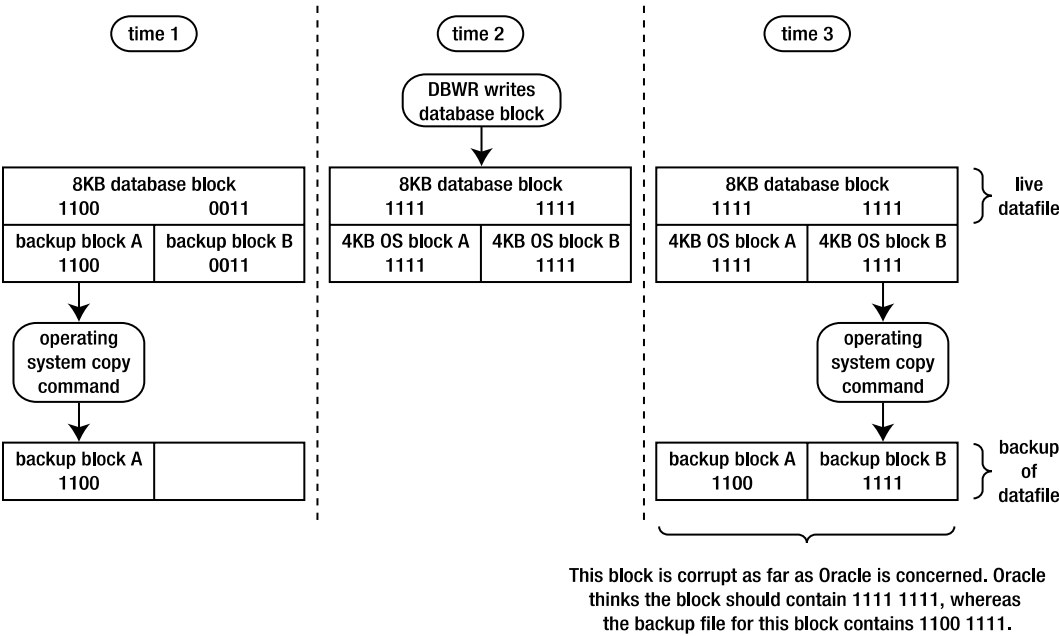 time 1
time 2
time 3
DBWR writes
database block
8KB database block
1100 0011
backup block A backup block B
1100 0011
8KB database block
1111 1111
4KB OS block A 4KB OS block B
1111 1111
8KB database block
1111 1111
4KB OS block A 4KB OS block B
1111 1111
live
datafile
operating
system copy
command
operating
system copy
command
backup block A
1100
backup block A backup block B
1100 1111
backup
of
datafile
This block is corrupt as far as Oracle is concerned. Oracle
thinks the block should contain 1111 1111, whereas
the backup file for this block contains 1100 1111.